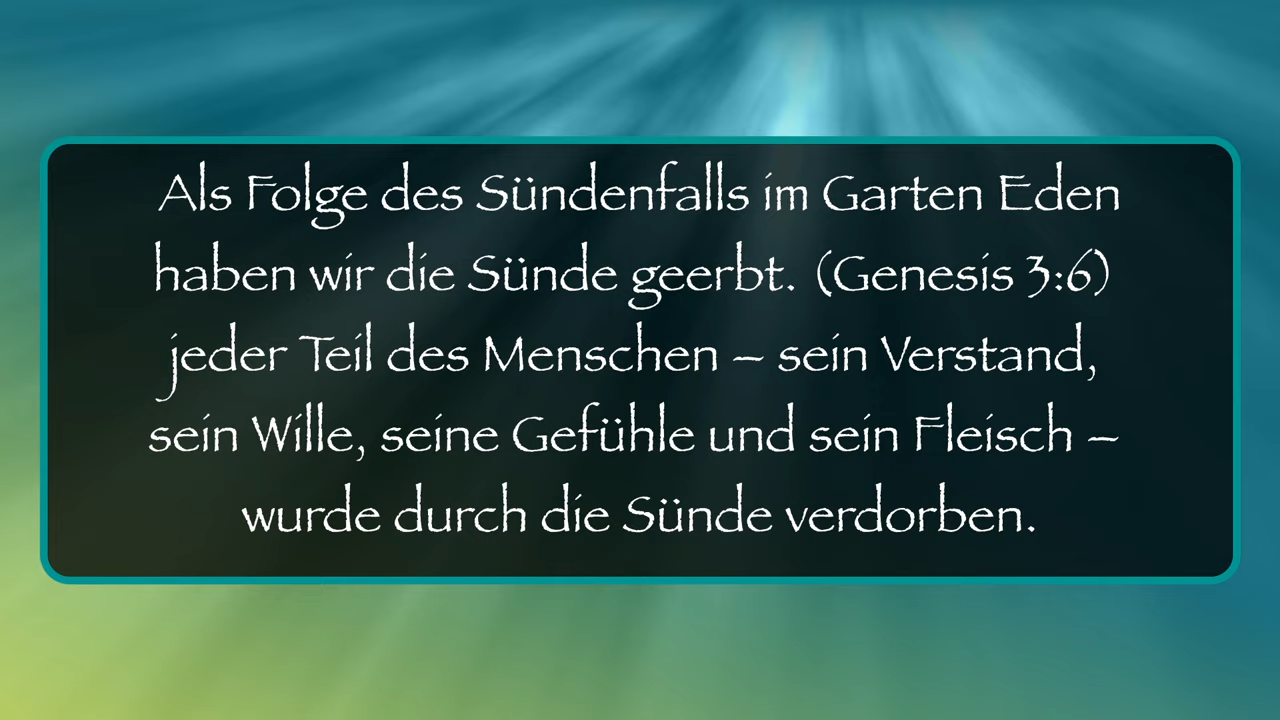 Als Folge des Sündenfalls im Garten Eden
haben wir die Sünde geerbt. (Genesis 3:6)
jeder Teil des Menschen – sein Verstand,
sein Wille, seine Gefühle und sein Fleisch –
wurde durch die Sünde verdorben.